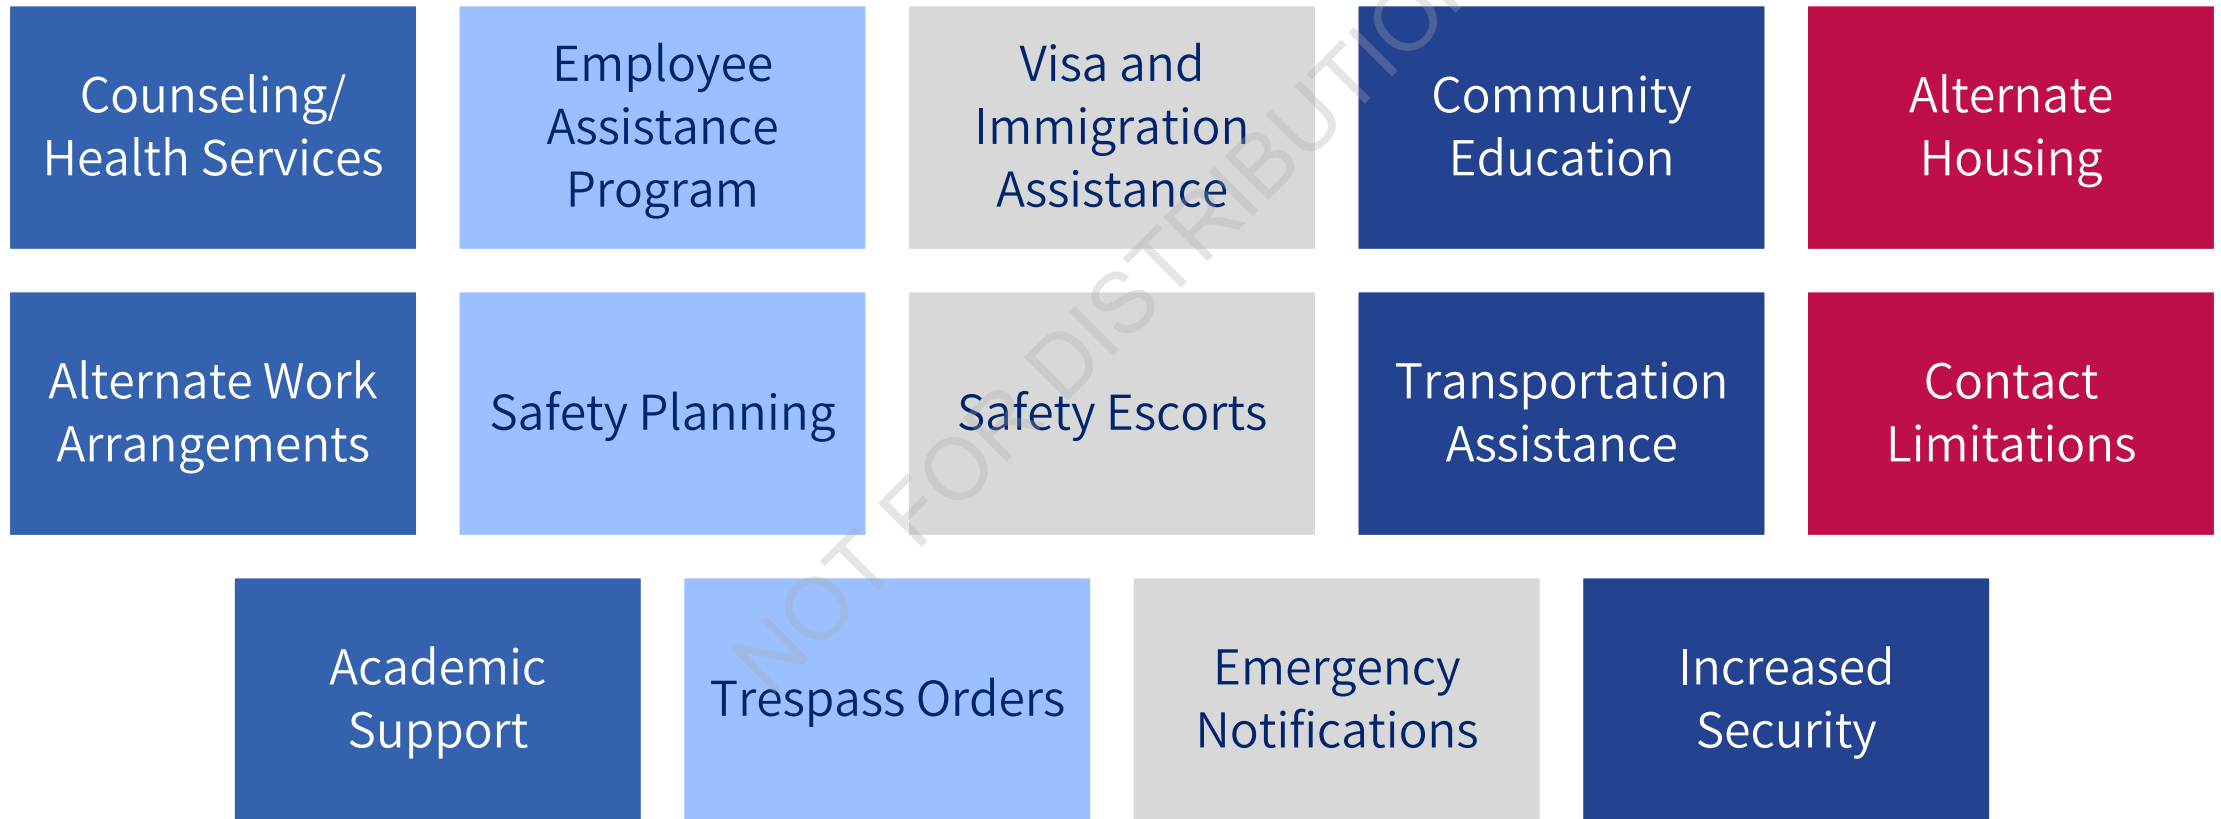 Counseling/
Health Services
Employee
Assistance
Program
Visa and
Immigration
Assistance
Community
Education
Alternate
Housing
Alternate Work
Arrangements
Safety Planning
Safety Escorts
Transportation
Assistance
Contact
Limitations
Academic
Support
Trespass Orders
Emergency
Notifications
Increased
Security
NOT FOR DISTRIBUTION